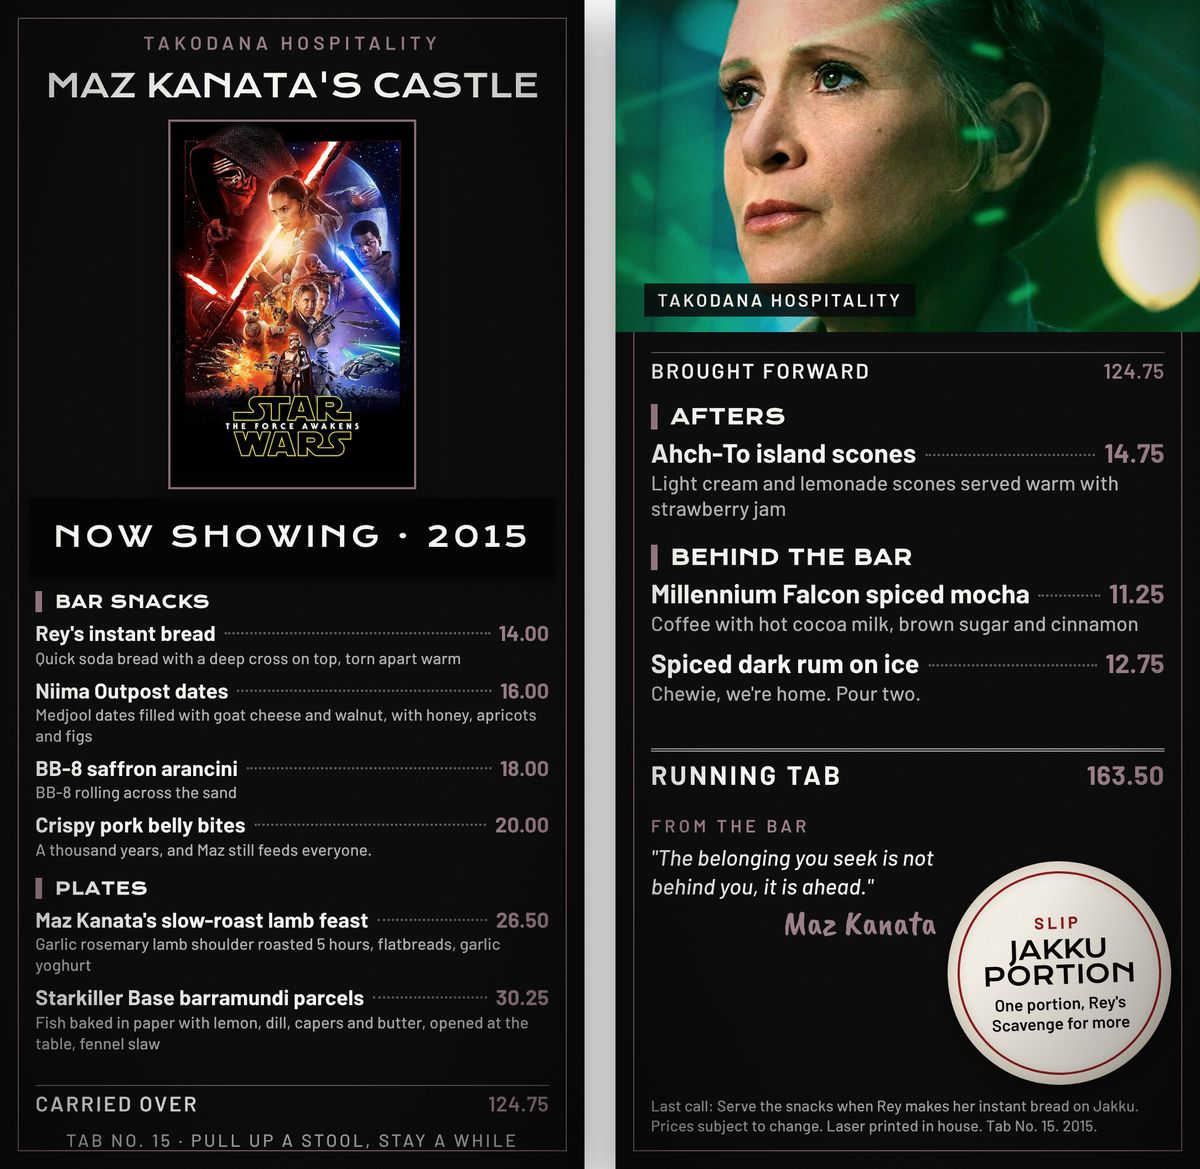 TAKODANA HOSPITALITY
MAZ KANATA'S CASTLE
STAR
THE FORCE AWAKENS
WARS
NOW SHOWING · 2015
BAR SNACKS
Rey's instant bread 14.00
Quick soda bread with a deep cross on top, torn apart warm
Niima Outpost dates 16.00
Medjool dates filled with goat cheese and walnut, with honey, apricots
and figs
BB-8 saffron arancini 18.00
BB-8 rolling across the sand
Crispy pork belly bites 20.00
A thousand years, and Maz still feeds everyone.
PLATES
Maz Kanata's slow-roast lamb feast 26.50
Garlic rosemary lamb shoulder roasted 5 hours, flatbreads, garlic
yoghurt
Starkiller Base barramundi parcels 30.25
Fish baked in paper with lemon, dill, capers and butter, opened at the
table, fennel slaw
CARRIED OVER 124.75
TAB NO. 15 · PULL UP A STOOL, STAY A WHILE
TAKODANA HOSPITALITY
BROUGHT FORWARD 124.75
AFTERS
Ahch-To island scones 14.75
Light cream and lemonade scones served warm with
strawberry jam
BEHIND THE BAR
Millennium Falcon spiced mocha 11.25
Coffee with hot cocoa milk, brown sugar and cinnamon
Spiced dark rum on ice 12.75
Chewie, we're home. Pour two.
RUNNING TAB 163.50
FROM THE BAR
"The belonging you seek is not
behind you, it is ahead."
Maz Kanata
SLIP
JAKKU
PORTION
One portion, Rey's
Scavenge for more
Last call: Serve the snacks when Rey makes her instant bread on Jakku.
Prices subject to change. Laser printed in house. Tab No. 15. 2015.